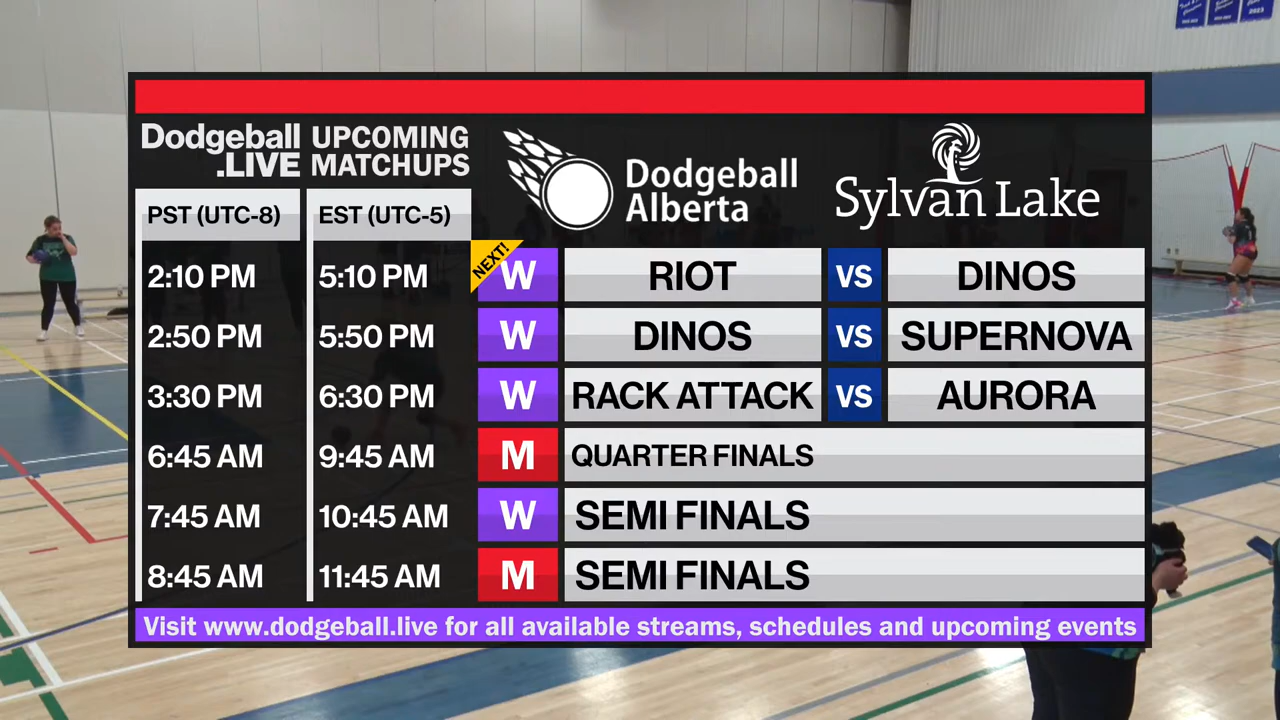 Dodgeball .LIVE
UPCOMING MATCHUPS
Dodgeball Alberta
Sylvan Lake
PST (UTC-8) EST (UTC-5)
NEXT!
2:10 PM 5:10 PM W RIOT VS DINOS
2:50 PM 5:50 PM W DINOS VS SUPERNOVA
3:30 PM 6:30 PM W RACK ATTACK VS AURORA
6:45 AM 9:45 AM M QUARTER FINALS
7:45 AM 10:45 AM W SEMI FINALS
8:45 AM 11:45 AM M SEMI FINALS
Visit www.dodgeball.live for all available streams, schedules and upcoming events